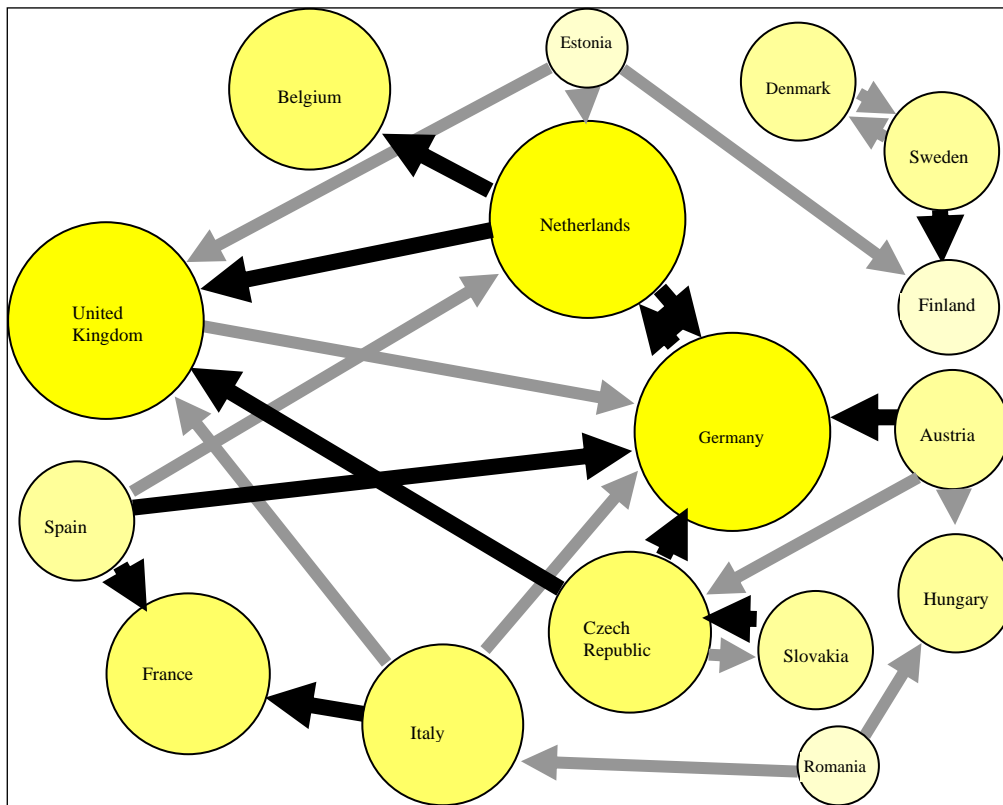 Estonia
Belgium
Denmark
Sweden
Netherlands
Finland
United
Kingdom
Germany
Austria
Spain
Hungary
Czech
Republic
Slovakia
France
Italy
Romania